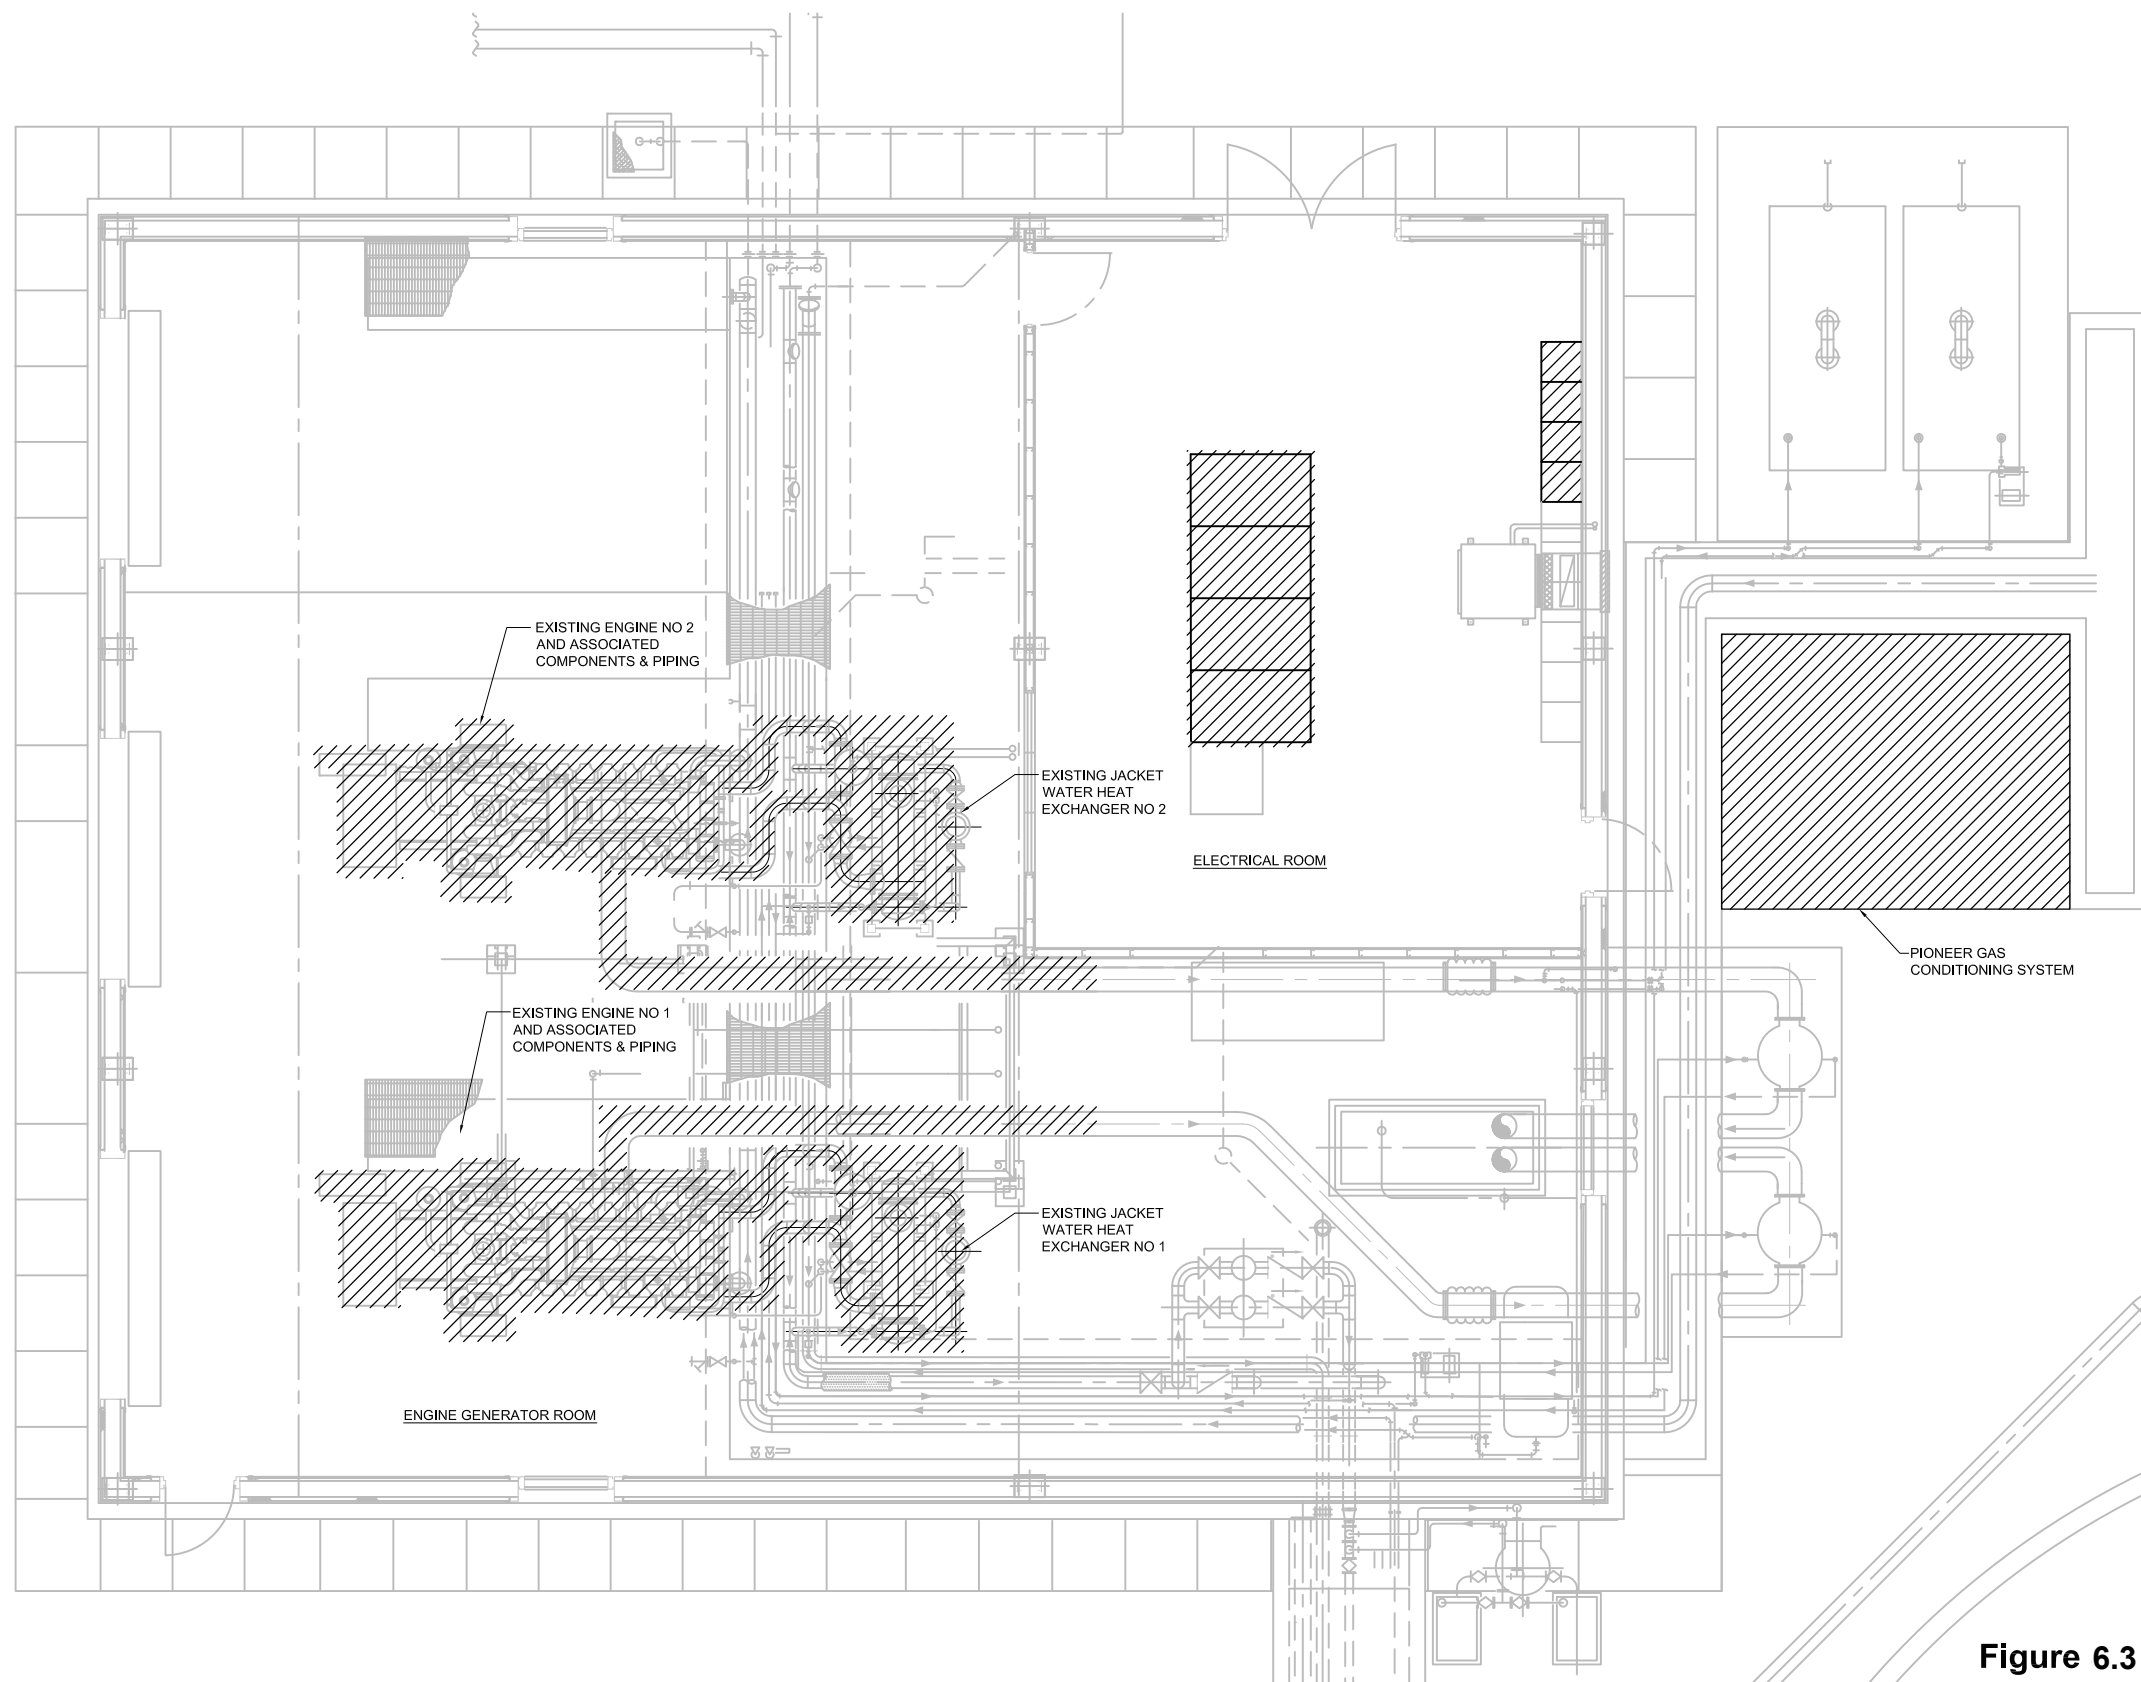 EXISTING ENGINE NO 2
AND ASSOCIATED
COMPONENTS & PIPING
EXISTING JACKET
WATER HEAT
EXCHANGER NO 2
ELECTRICAL ROOM
PIONEER GAS
CONDITIONING SYSTEM
EXISTING ENGINE NO 1
AND ASSOCIATED
COMPONENTS & PIPING
EXISTING JACKET
WATER HEAT
EXCHANGER NO 1
ENGINE GENERATOR ROOM
Figure 6.3